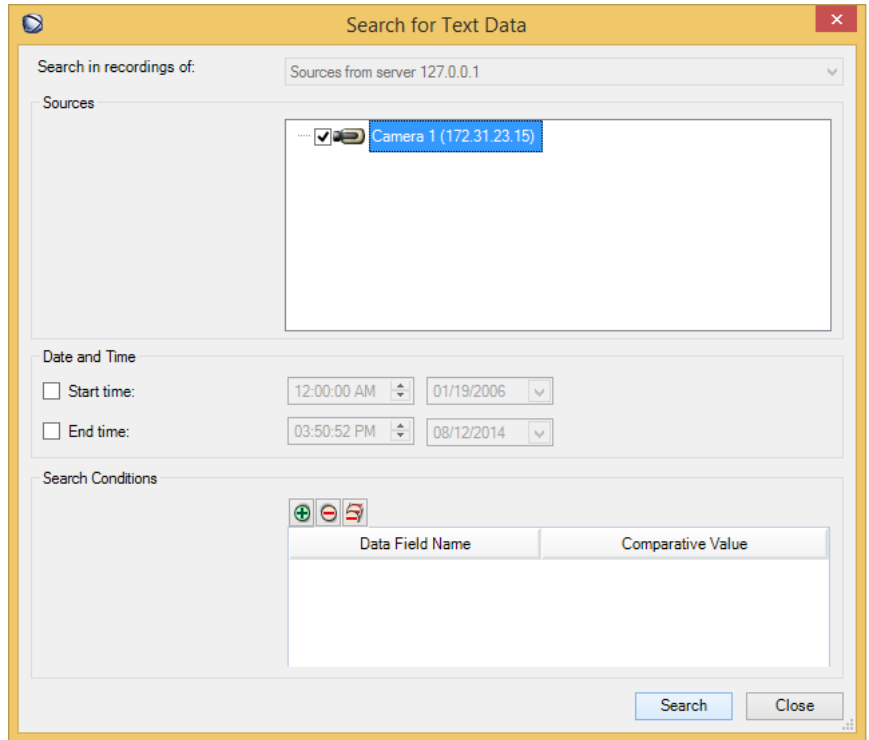 Search for Text Data
Search in recordings of: Sources from server 127.0.0.1
Sources
Camera 1 (172.31.23.15)
Date and Time
Start time: 12:00:00 AM 01/19/2006
End time: 03:50:52 PM 08/12/2014
Search Conditions
Data Field Name Comparative Value
Search Close